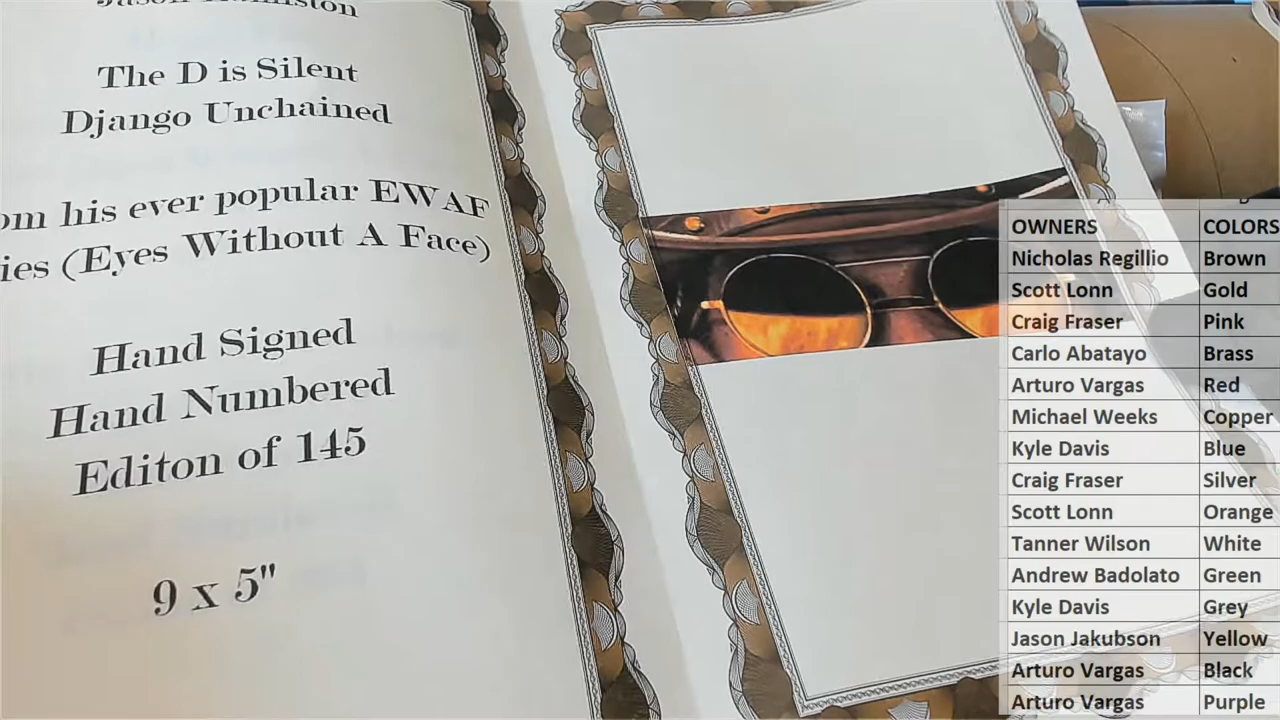 The D is Silent
Django Unchained
his ever popular EWAF
(Eyes Without A Face)
Hand Signed
Hand Numbered
Editon of 145
9 x 5"
OWNERS COLORS
Nicholas Regillio Brown
Scott Lonn Gold
Craig Fraser Pink
Carlo Abatayo Brass
Arturo Vargas Red
Michael Weeks Copper
Kyle Davis Blue
Craig Fraser Silver
Scott Lonn Orange
Tanner Wilson White
Andrew Badolato Green
Kyle Davis Grey
Jason Jakubson Yellow
Arturo Vargas Black
Arturo Vargas Purple